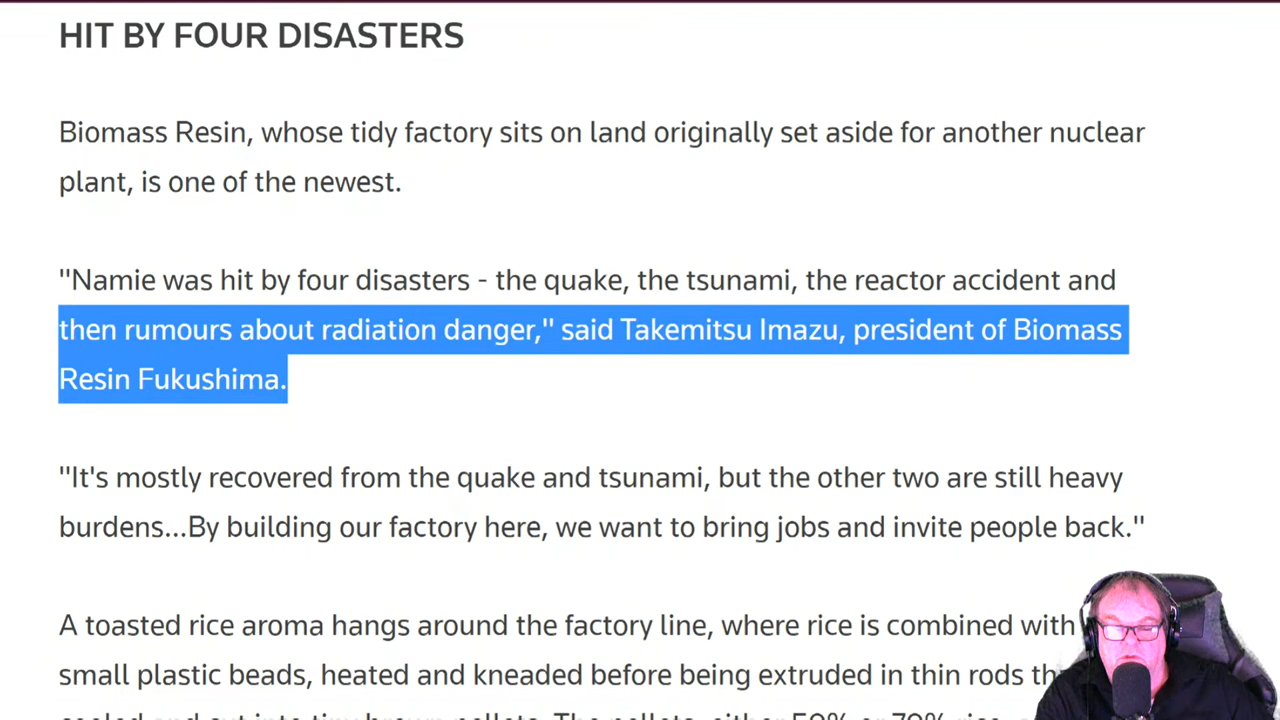 HIT BY FOUR DISASTERS
Biomass Resin, whose tidy factory sits on land originally set aside for another nuclear
plant, is one of the newest.
"Namie was hit by four disasters - the quake, the tsunami, the reactor accident and
then rumours about radiation danger," said Takemitsu Imazu, president of Biomass
Resin Fukushima.
"It's mostly recovered from the quake and tsunami, but the other two are still heavy
burdens...By building our factory here, we want to bring jobs and invite people back."
A toasted rice aroma hangs around the factory line, where rice is combined with
small plastic beads, heated and kneaded before being extruded in thin rods